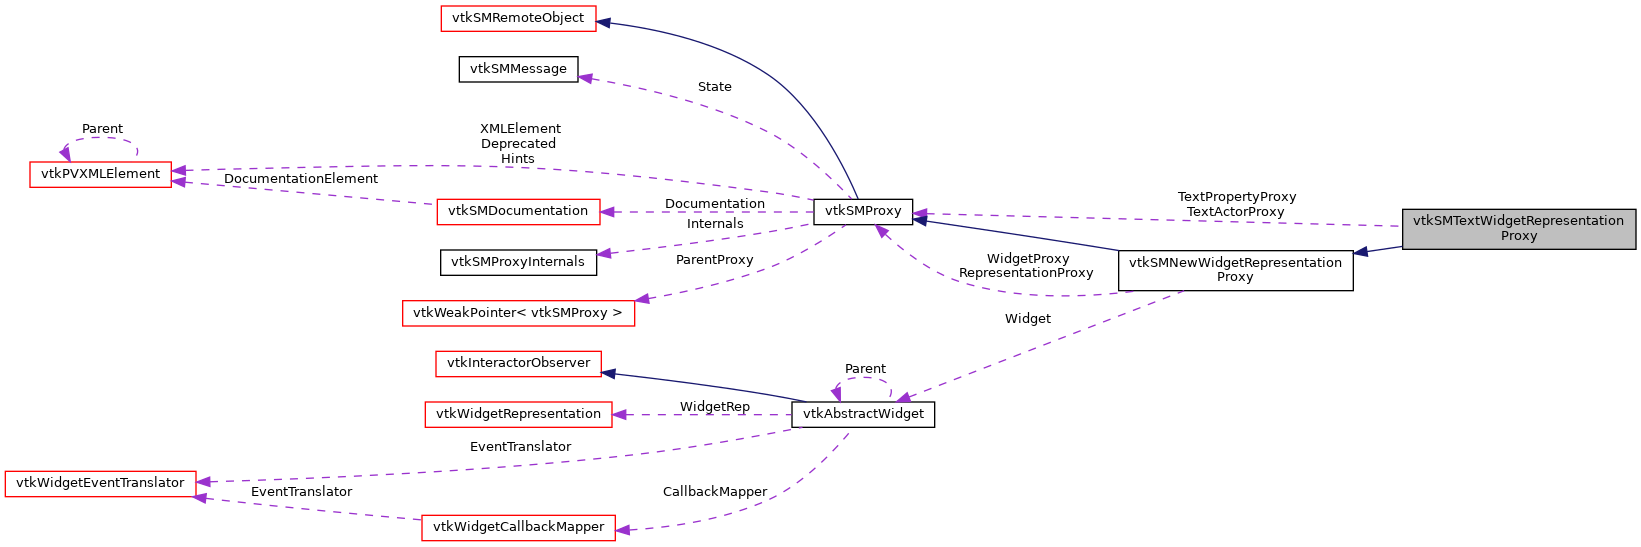 vtkSMRemoteObject
vtkSMMessage
State
Parent
XMLElement
Deprecated
Hints
vtkPVXMLElement
DocumentationElement
vtkSMDocumentation
Documentation
vtkSMProxy
TextPropertyProxy
TextActorProxy
vtkSMTextWidgetRepresentation
Proxy
Internals
vtkSMProxyInternals
ParentProxy
WidgetProxy
RepresentationProxy
vtkSMNewWidgetRepresentation
Proxy
vtkWeakPointer< vtkSMProxy >
Widget
vtkInteractorObserver
Parent
vtkWidgetRepresentation
WidgetRep
vtkAbstractWidget
EventTranslator
vtkWidgetEventTranslator
EventTranslator
CallbackMapper
vtkWidgetCallbackMapper